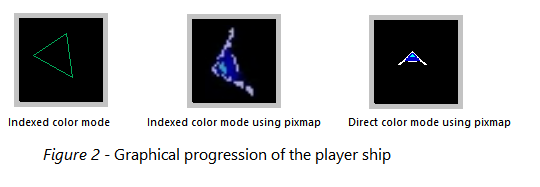 Indexed color mode Indexed color mode using pixmap Direct color mode using pixmap
Figure 2 - Graphical progression of the player ship